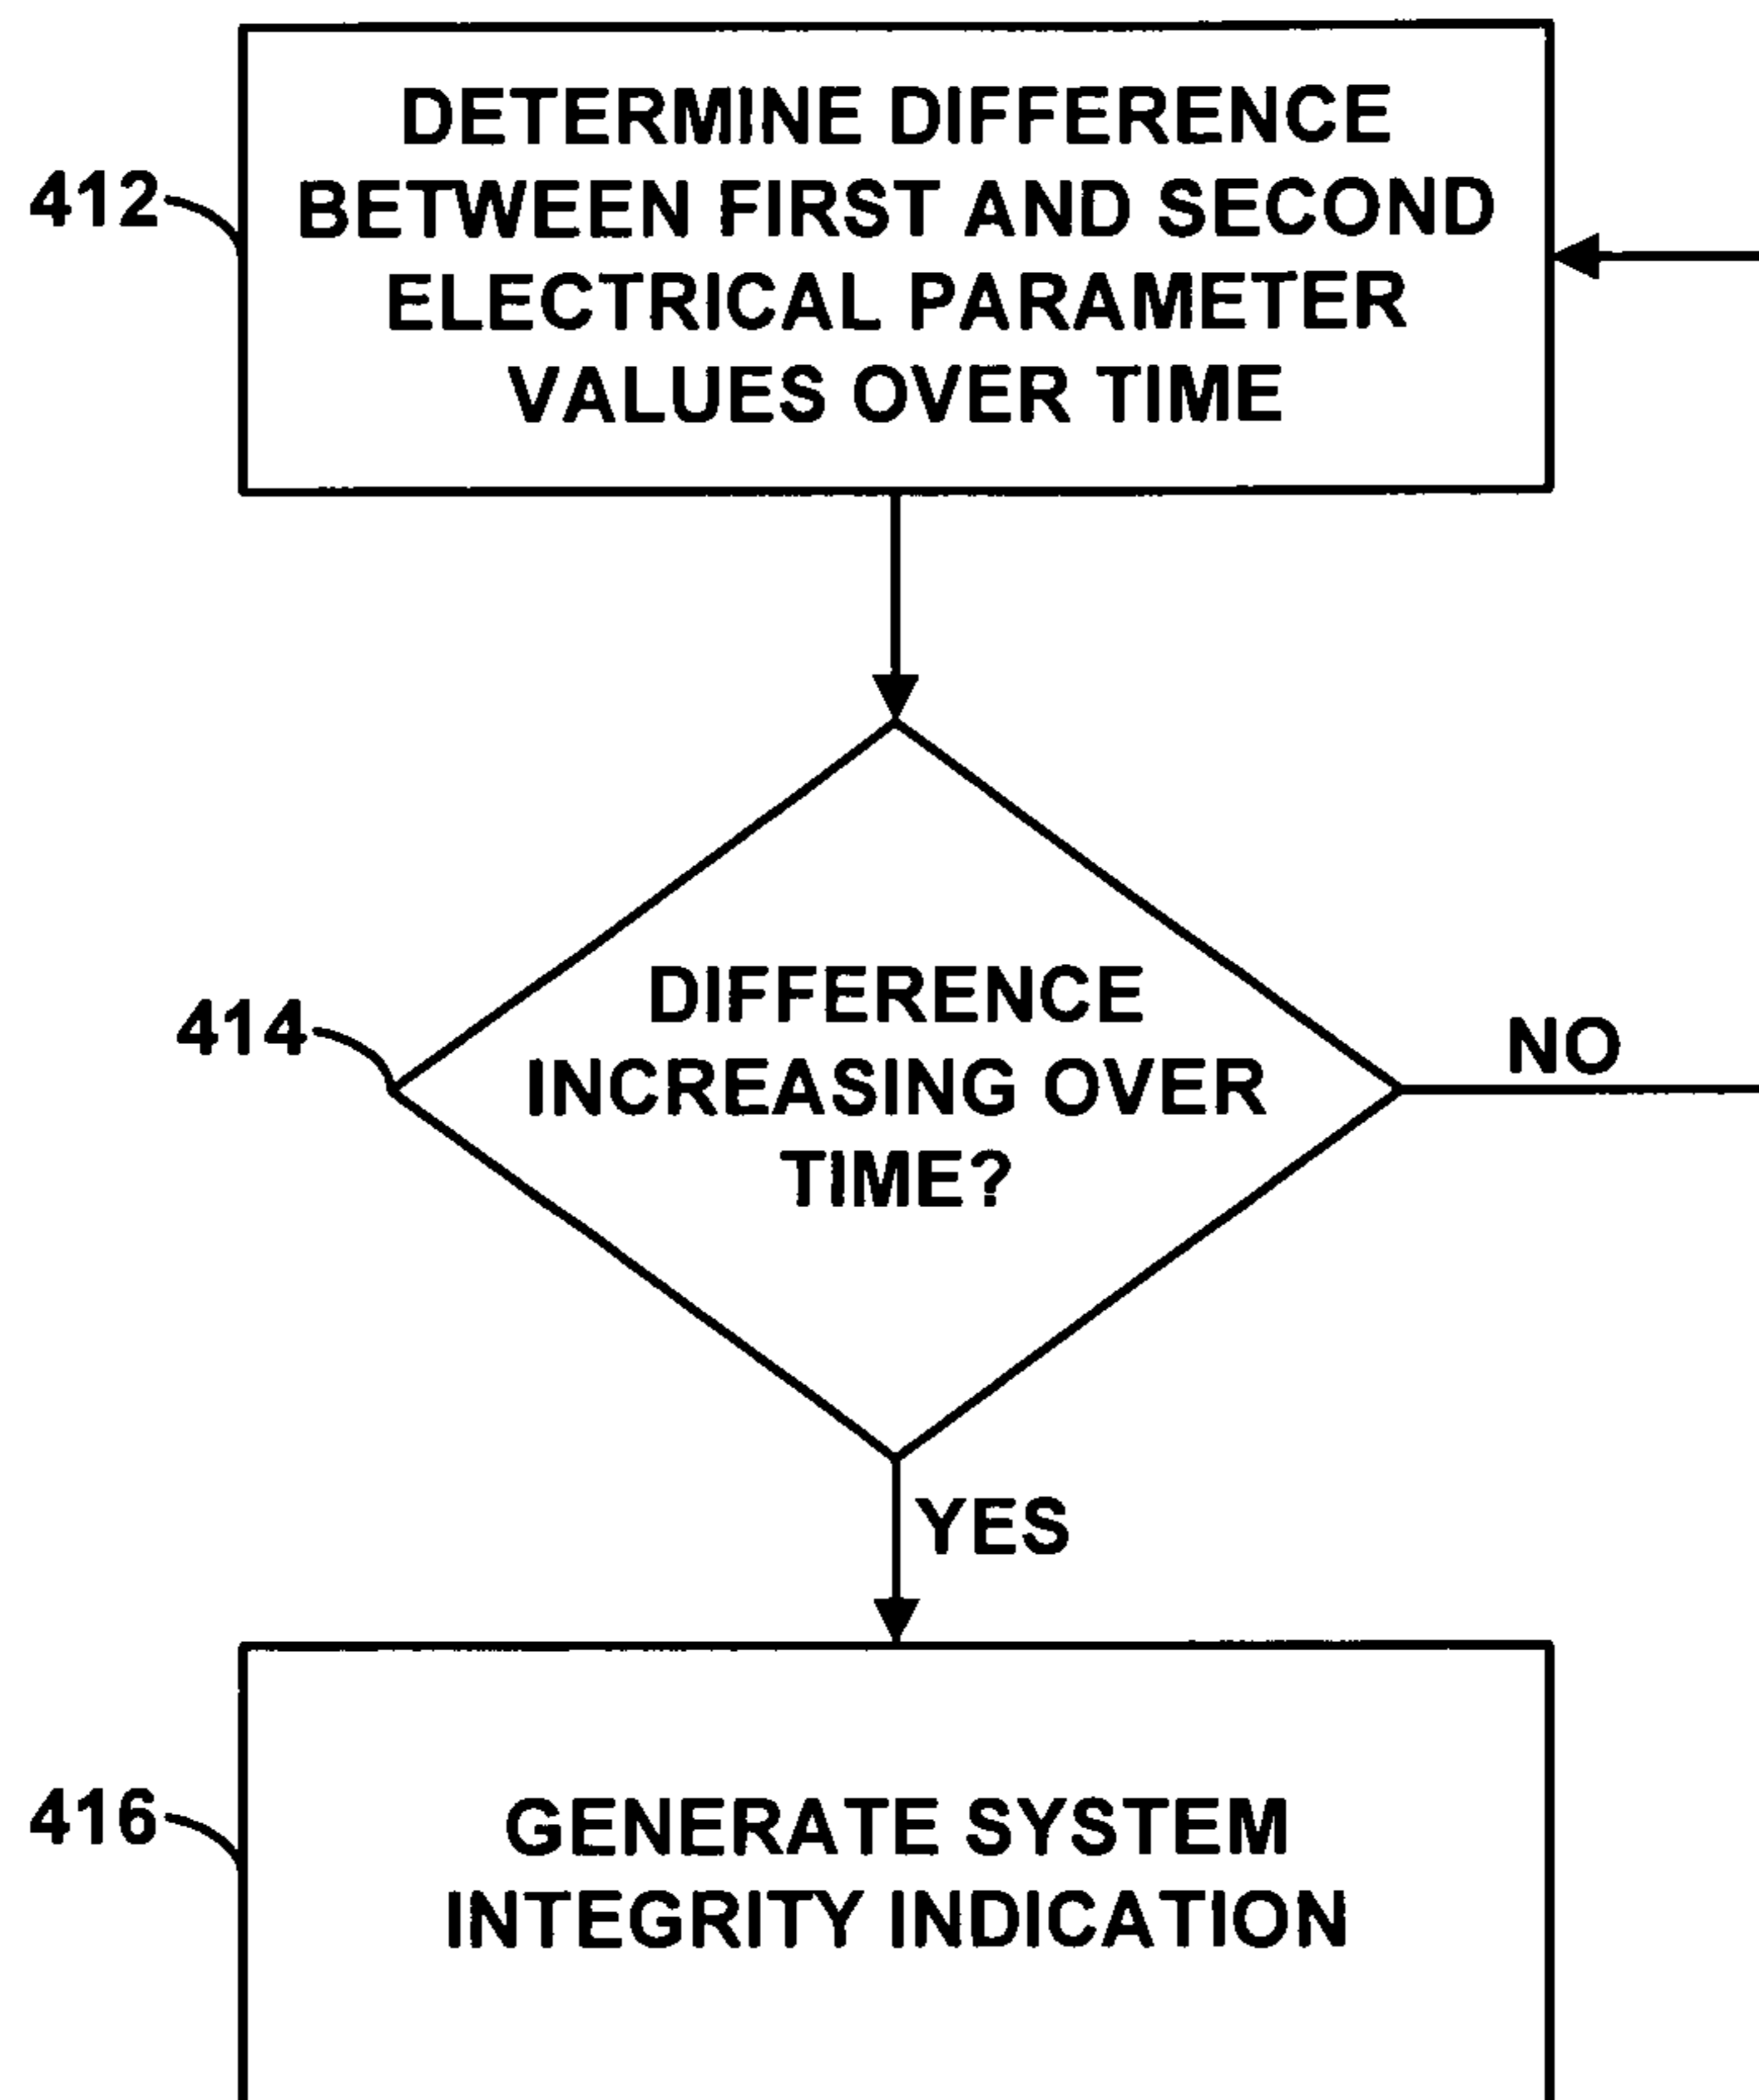 DETERMINE DIFFERENCE
412
BETWEEN FIRST AND SECOND
ELECTRICAL PARAMETER
VALUES OVER TIME
DIFFERENCE
414
NO
INCREASING OVER
TIME?
YES
416
GENERATE SYSTEM
INTEGRITY INDICATION